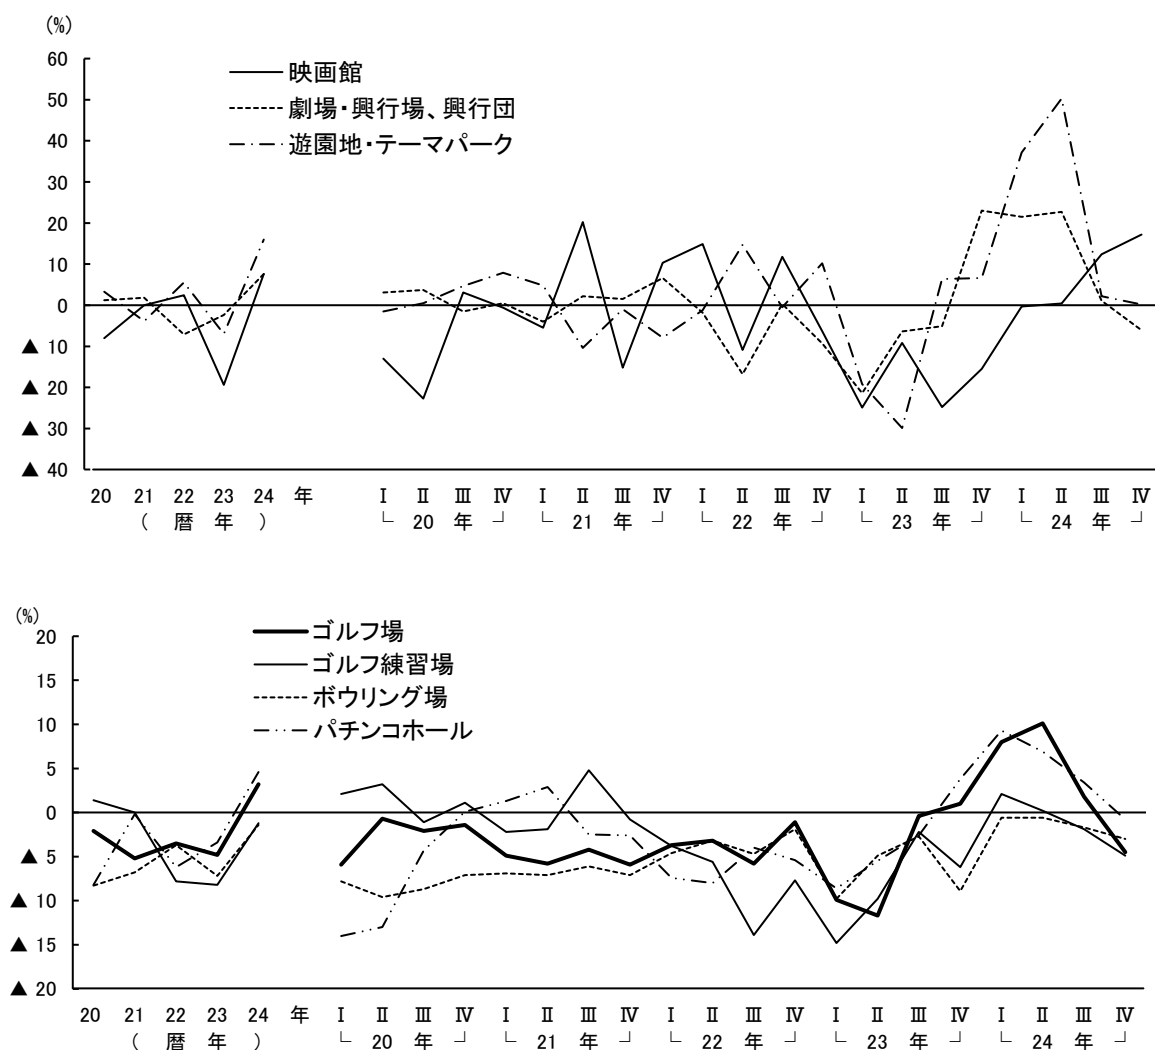 (%)
60
50
40
30
20
10
0
▲ 10
▲ 20
▲ 30
▲ 40
映画館
劇場・興行場、興行団
遊園地・テーマパーク
20 21 22 23 24 年 Ⅰ Ⅱ Ⅲ Ⅳ Ⅰ Ⅱ Ⅲ Ⅳ Ⅰ Ⅱ Ⅲ Ⅳ Ⅰ Ⅱ Ⅲ Ⅳ Ⅰ Ⅱ Ⅲ Ⅳ
( 暦 年 ) └ 20 年 ┘ └ 21 年 ┘ └ 22 年 ┘ └ 23 年 ┘ └ 24 年 ┘
(%)
20
15
10
5
0
▲ 5
▲ 10
▲ 15
▲ 20
ゴルフ場
ゴルフ練習場
ボウリング場
パチンコホール
20 21 22 23 24 年 Ⅰ Ⅱ Ⅲ Ⅳ Ⅰ Ⅱ Ⅲ Ⅳ Ⅰ Ⅱ Ⅲ Ⅳ Ⅰ Ⅱ Ⅲ Ⅳ Ⅰ Ⅱ Ⅲ Ⅳ
( 暦 年 ) └ 20 年 ┘ └ 21 年 ┘ └ 22 年 ┘ └ 23 年 ┘ └ 24 年 ┘